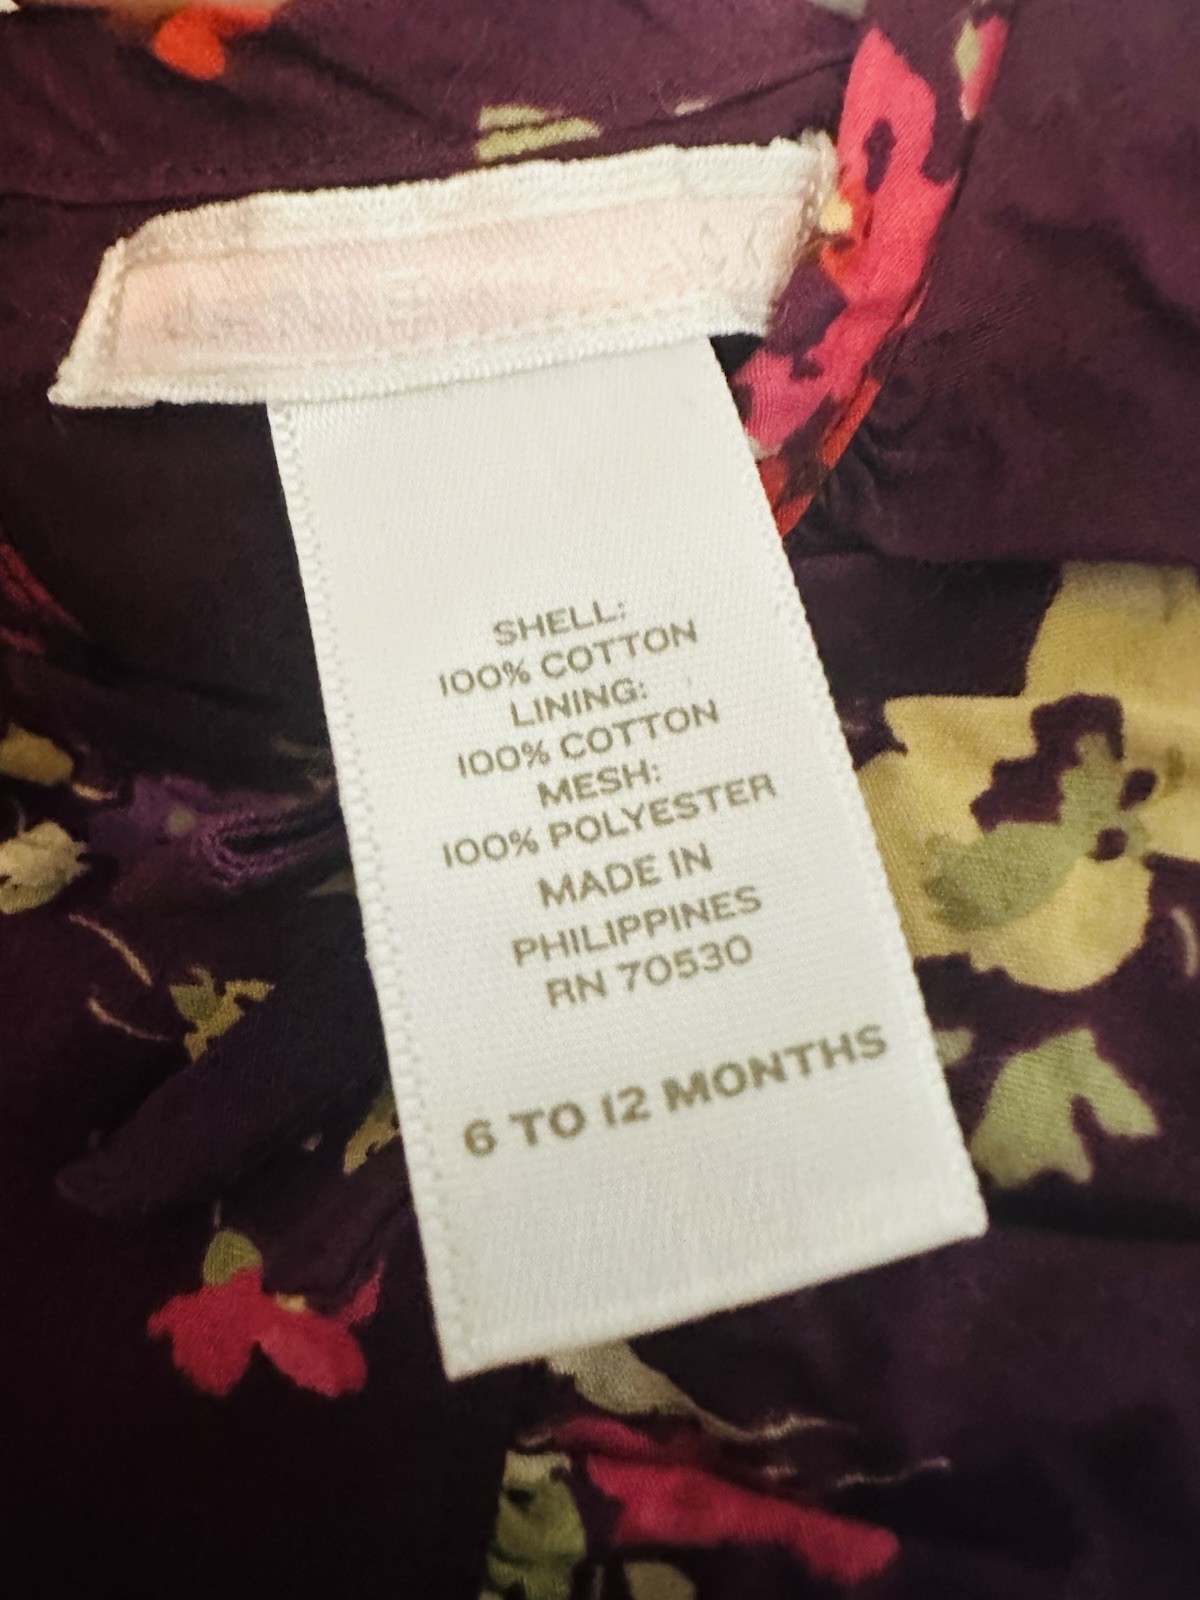 SHELL:
100% COTTON
LINING:
100% COTTON
MESH:
100% POLYESTER
MADE IN
PHILIPPINES
RN 70530
6 TO 12 MONTHS